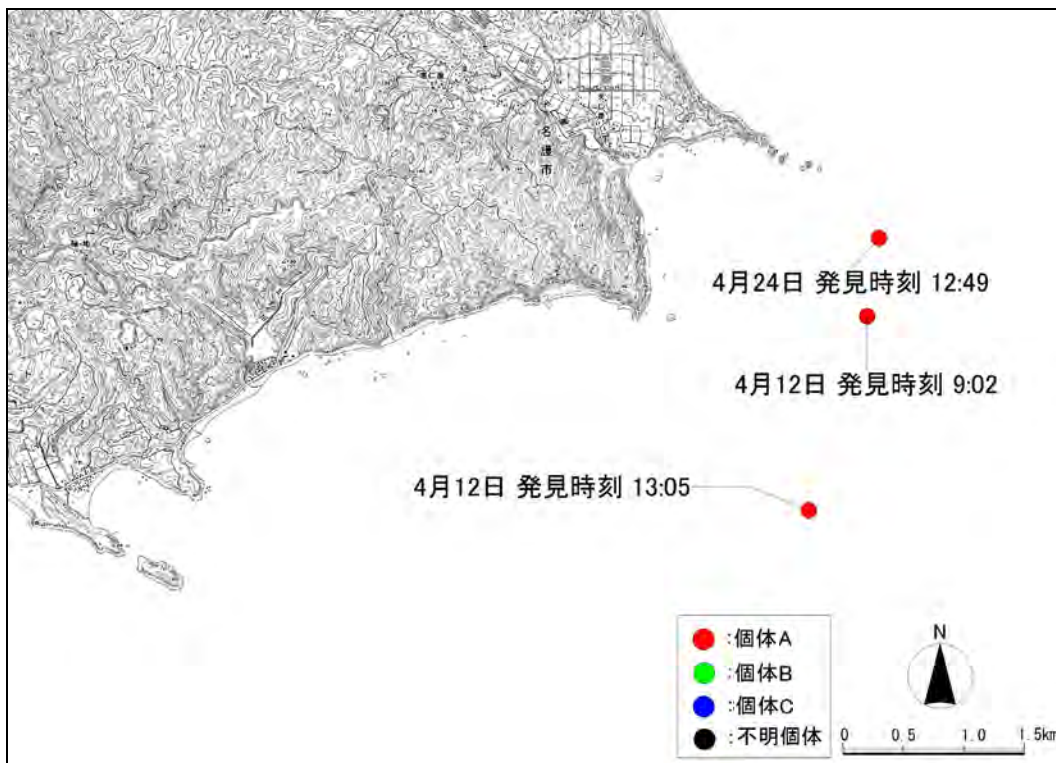 名護市
4月24日 発見時刻 12:49
4月12日 発見時刻 9:02
4月12日 発見時刻 13:05
:個体A
:個体B
:個体C
:不明個体
N
0 0.5 1.0 1.5km